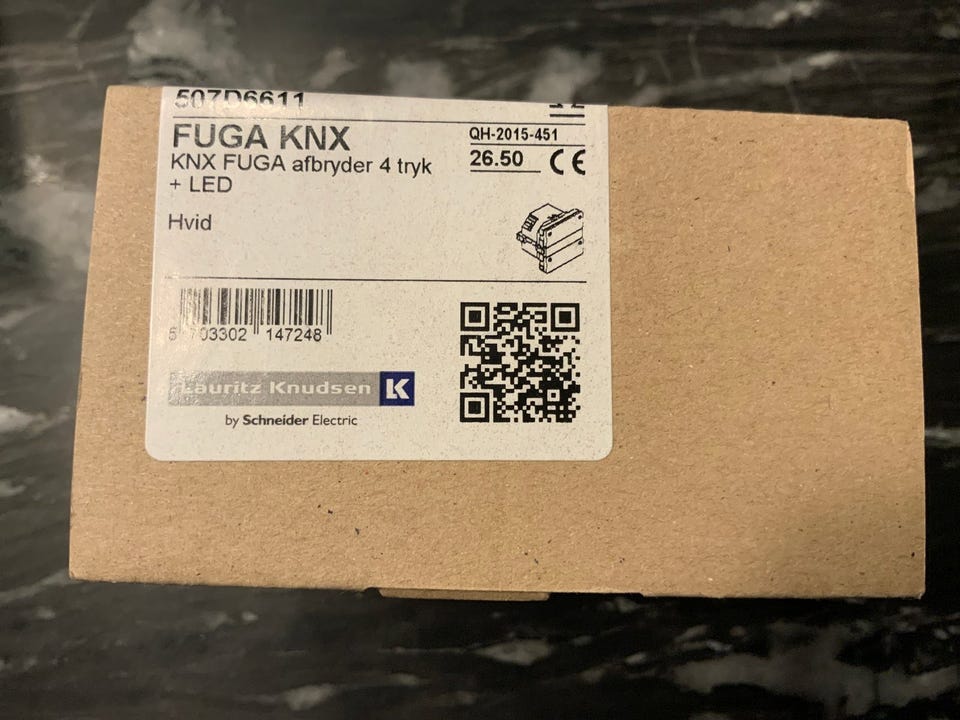 507D6611
FUGA KNX
KNX FUGA afbryder 4 tryk
+ LED
Hvid
QH-2015-451
26.50 CE
5 703302 147248
Lauritz Knudsen K
by Schneider Electric